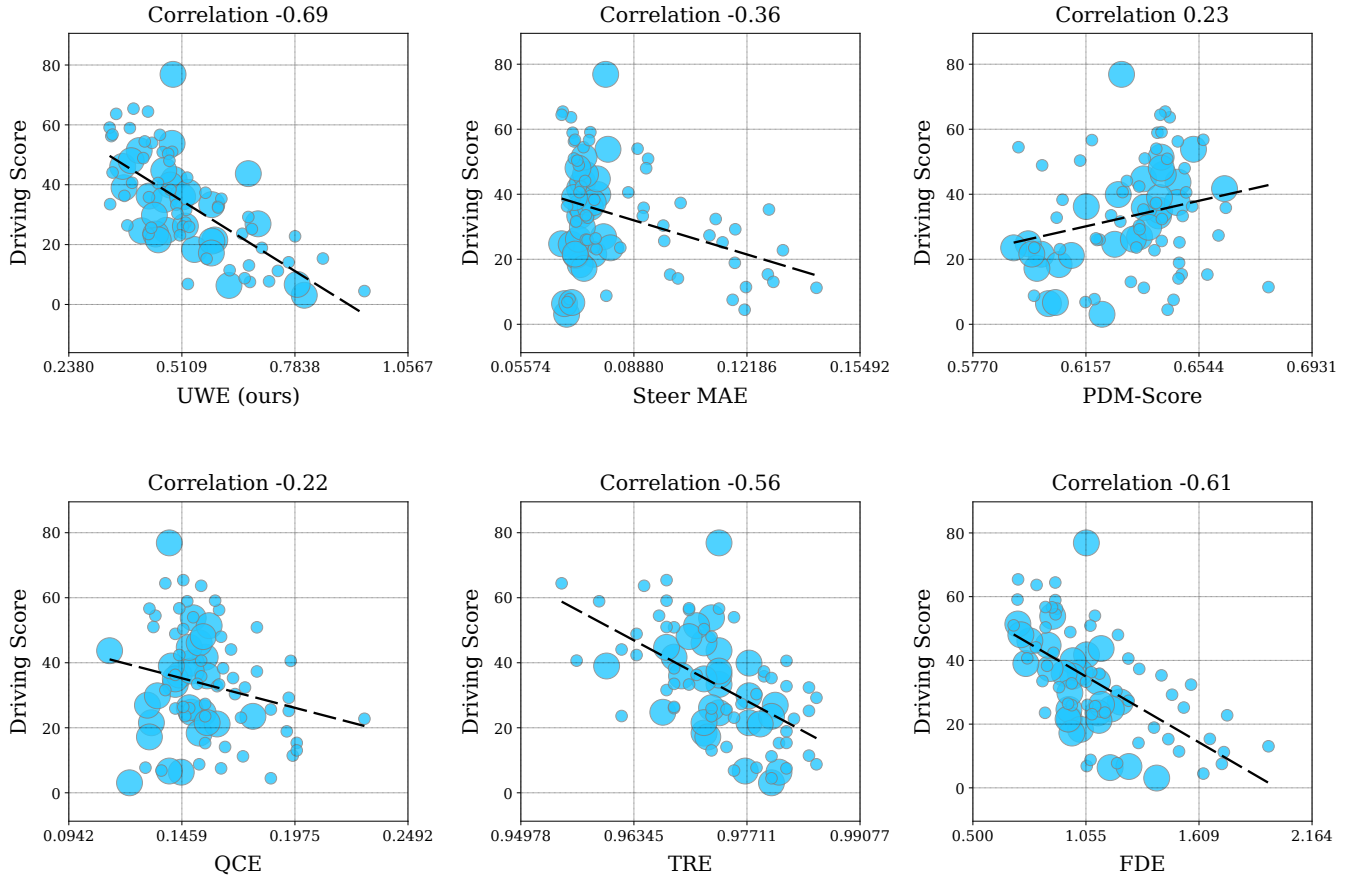 Correlation -0.69
Driving Score
80
60
40
20
0
0.2380 0.5109 0.7838 1.0567
UWE (ours)
Correlation -0.36
Driving Score
80
60
40
20
0
0.05574 0.08880 0.12186 0.15492
Steer MAE
Correlation 0.23
Driving Score
80
60
40
20
0
0.5770 0.6157 0.6544 0.6931
PDM-Score
Correlation -0.22
Driving Score
80
60
40
20
0
0.0942 0.1459 0.1975 0.2492
QCE
Correlation -0.56
Driving Score
80
60
40
20
0
0.94978 0.96345 0.97711 0.99077
TRE
Correlation -0.61
Driving Score
80
60
40
20
0
0.500 1.055 1.609 2.164
FDE